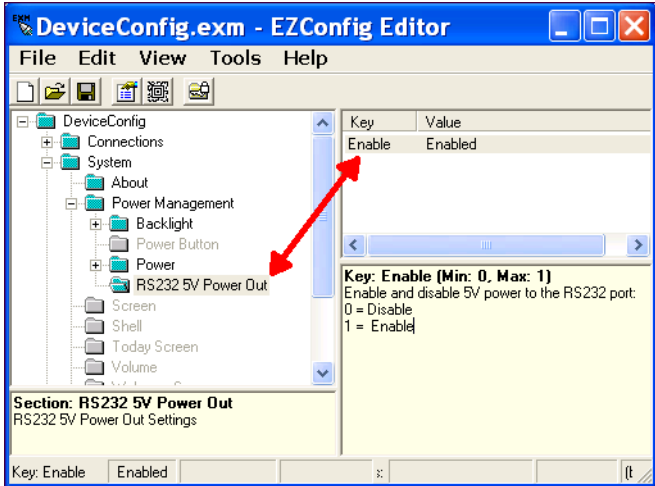 DeviceConfig.exm - EZConfig Editor
File Edit View Tools Help
DeviceConfig
Connections
System
About
Power Management
Backlight
Power Button
Power
RS232 5V Power Out
Screen
Shell
Today Screen
Volume
Key Value
Enable Enabled
Key: Enable (Min: 0, Max: 1)
Enable and disable 5V power to the RS232 port:
0 = Disable
1 = Enable
Section: RS232 5V Power Out
RS232 5V Power Out Settings
Key: Enable Enabled